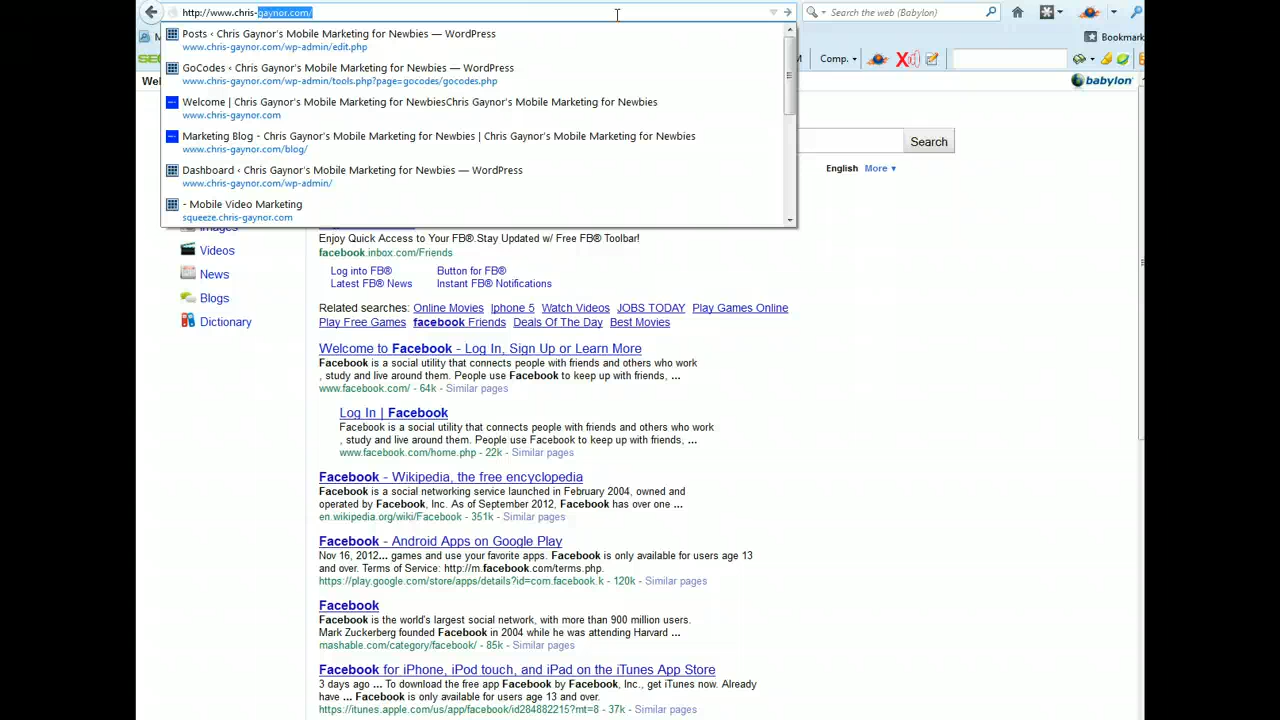 http://www.chris-gaynor.com/
Search the web (Babylon)
Posts ‹ Chris Gaynor's Mobile Marketing for Newbies — WordPress
www.chris-gaynor.com/wp-admin/edit.php
Bookmark
GoCodes ‹ Chris Gaynor's Mobile Marketing for Newbies — WordPress
www.chris-gaynor.com/wp-admin/tools.php?page=gocodes/gocodes.php
Comp.
babylon
Welcome | Chris Gaynor's Mobile Marketing for NewbiesChris Gaynor's Mobile Marketing for Newbies
www.chris-gaynor.com
Marketing Blog - Chris Gaynor's Mobile Marketing for Newbies | Chris Gaynor's Mobile Marketing for Newbies
www.chris-gaynor.com/blog/
Search
Dashboard ‹ Chris Gaynor's Mobile Marketing for Newbies — WordPress
www.chris-gaynor.com/wp-admin/
English More
- Mobile Video Marketing
squeeze.chris-gaynor.com
Images
Videos
News
Blogs
Dictionary
Enjoy Quick Access to Your FB® Stay Updated w/ Free FB® Toolbar!
facebook.inbox.com/Friends
Log into FB® Button for FB®
Latest FB® News Instant FB® Notifications
Related searches: Online Movies Iphone 5 Watch Videos JOBS TODAY Play Games Online
Play Free Games facebook Friends Deals Of The Day Best Movies
Welcome to Facebook - Log In, Sign Up or Learn More
Facebook is a social utility that connects people with friends and others who work
, study and live around them. People use Facebook to keep up with friends, ...
www.facebook.com/ - 64k - Similar pages
Log In | Facebook
Facebook is a social utility that connects people with friends and others who work
, study and live around them. People use Facebook to keep up with friends, ...
www.facebook.com/home.php - 22k - Similar pages
Facebook - Wikipedia, the free encyclopedia
Facebook is a social networking service launched in February 2004, owned and
operated by Facebook, Inc. As of September 2012, Facebook has over one ...
en.wikipedia.org/wiki/Facebook - 351k - Similar pages
Facebook - Android Apps on Google Play
Nov 16, 2012... games and use your favorite apps. Facebook is only available for users age 13
and over. Terms of Service: http://m.facebook.com/terms.php.
https://play.google.com/store/apps/details?id=com.facebook.k - 120k - Similar pages
Facebook
Facebook is the world's largest social network, with more than 900 million users.
Mark Zuckerberg founded Facebook in 2004 while he was attending Harvard ...
mashable.com/category/facebook/ - 85k - Similar pages
Facebook for iPhone, iPod touch, and iPad on the iTunes App Store
3 days ago ... To download the free app Facebook by Facebook, Inc., get iTunes now. Already
have ... Facebook is only available for users age 13 and over.
https://itunes.apple.com/us/app/facebook/id284882215?mt=8 - 37k - Similar pages